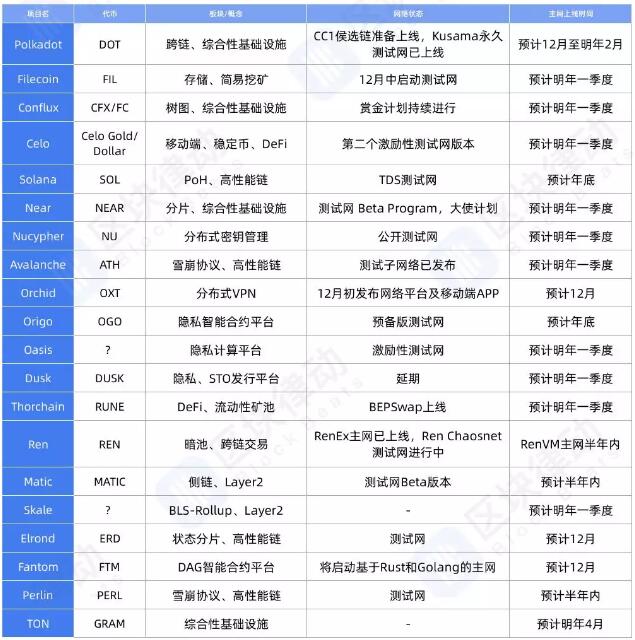 项目名 代币 板块/概念 网络状态 主网上线时间
Polkadot DOT 跨链、综合性基础设施 CC1侯选链准备上线，Kusama永久测试网已上线 预计12月至明年2月
Filecoin FIL 存储、简易挖矿 12月中启动测试网 预计明年一季度
Conflux CFX/FC 树图、综合性基础设施 赏金计划持续进行 预计明年一季度
Celo Celo Gold/Dollar 移动端、稳定币、DeFi 第二个激励性测试网版本 预计明年一季度
Solana SOL PoH、高性能链 TDS测试网 预计年底
Near NEAR 分片、综合性基础设施 测试网 Beta Program，大使计划 预计明年一季度
Nucypher NU 分布式密钥管理 公开测试网 预计明年一季度
Avalanche ATH 雪崩协议、高性能链 测试子网络已发布 预计明年一季度
Orchid OXT 分布式VPN 12月初发布网络平台及移动端APP 预计12月
Origo OGO 隐私智能合约平台 预备版测试网 预计年底
Oasis ? 隐私计算平台 激励性测试网 预计明年一季度
Dusk DUSK 隐私、STO发行平台 延期 预计明年一季度
Thorchain RUNE DeFi、流动性矿池 BEPSwap上线 预计明年一季度
Ren REN 暗池、跨链交易 RenEx主网已上线，Ren Chaosnet测试网进行中 RenVM主网半年内
Matic MATIC 侧链、Layer2 测试网Beta版本 预计半年内
Skale ? BLS-Rollup、Layer2 - 预计明年一季度
Elrond ERD 状态分片、高性能链 测试网 预计12月
Fantom FTM DAG智能合约平台 将启动基于Rust和Golang的主网 预计12月
Perlin PERL 雪崩协议、高性能链 测试网 预计半年内
TON GRAM 综合性基础设施 - 预计明年4月
区块律动
BlockBeats